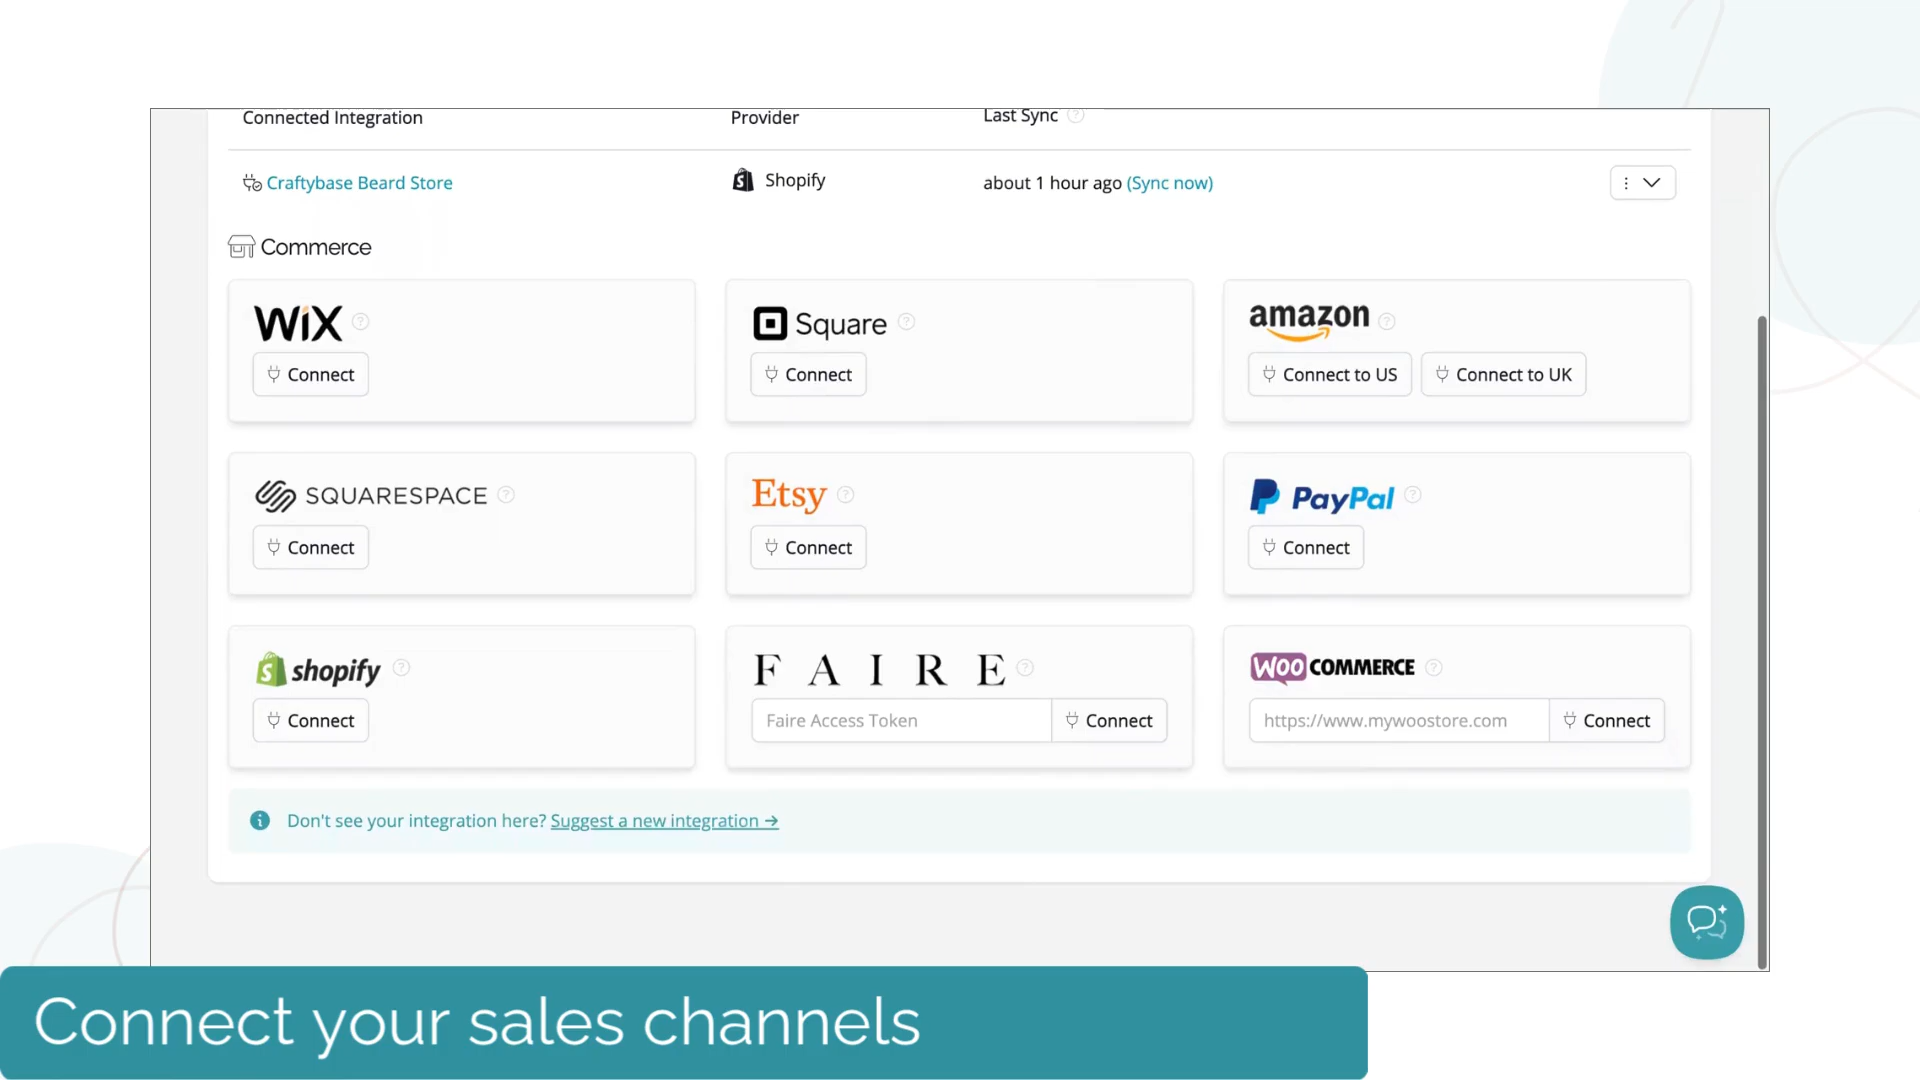 Connected Integration Provider Last Sync ?
Craftybase Beard Store Shopify about 1 hour ago (Sync now)
Commerce
WiX ? Square ? amazon ?
Connect Connect Connect to US Connect to UK
SQUARESPACE ? Etsy ? PayPal ?
Connect Connect Connect
shopify ? FAIRE ? WOO COMMERCE ?
Connect Faire Access Token Connect https://www.mywoostore.com Connect
Don't see your integration here? Suggest a new integration →
Connect your sales channels